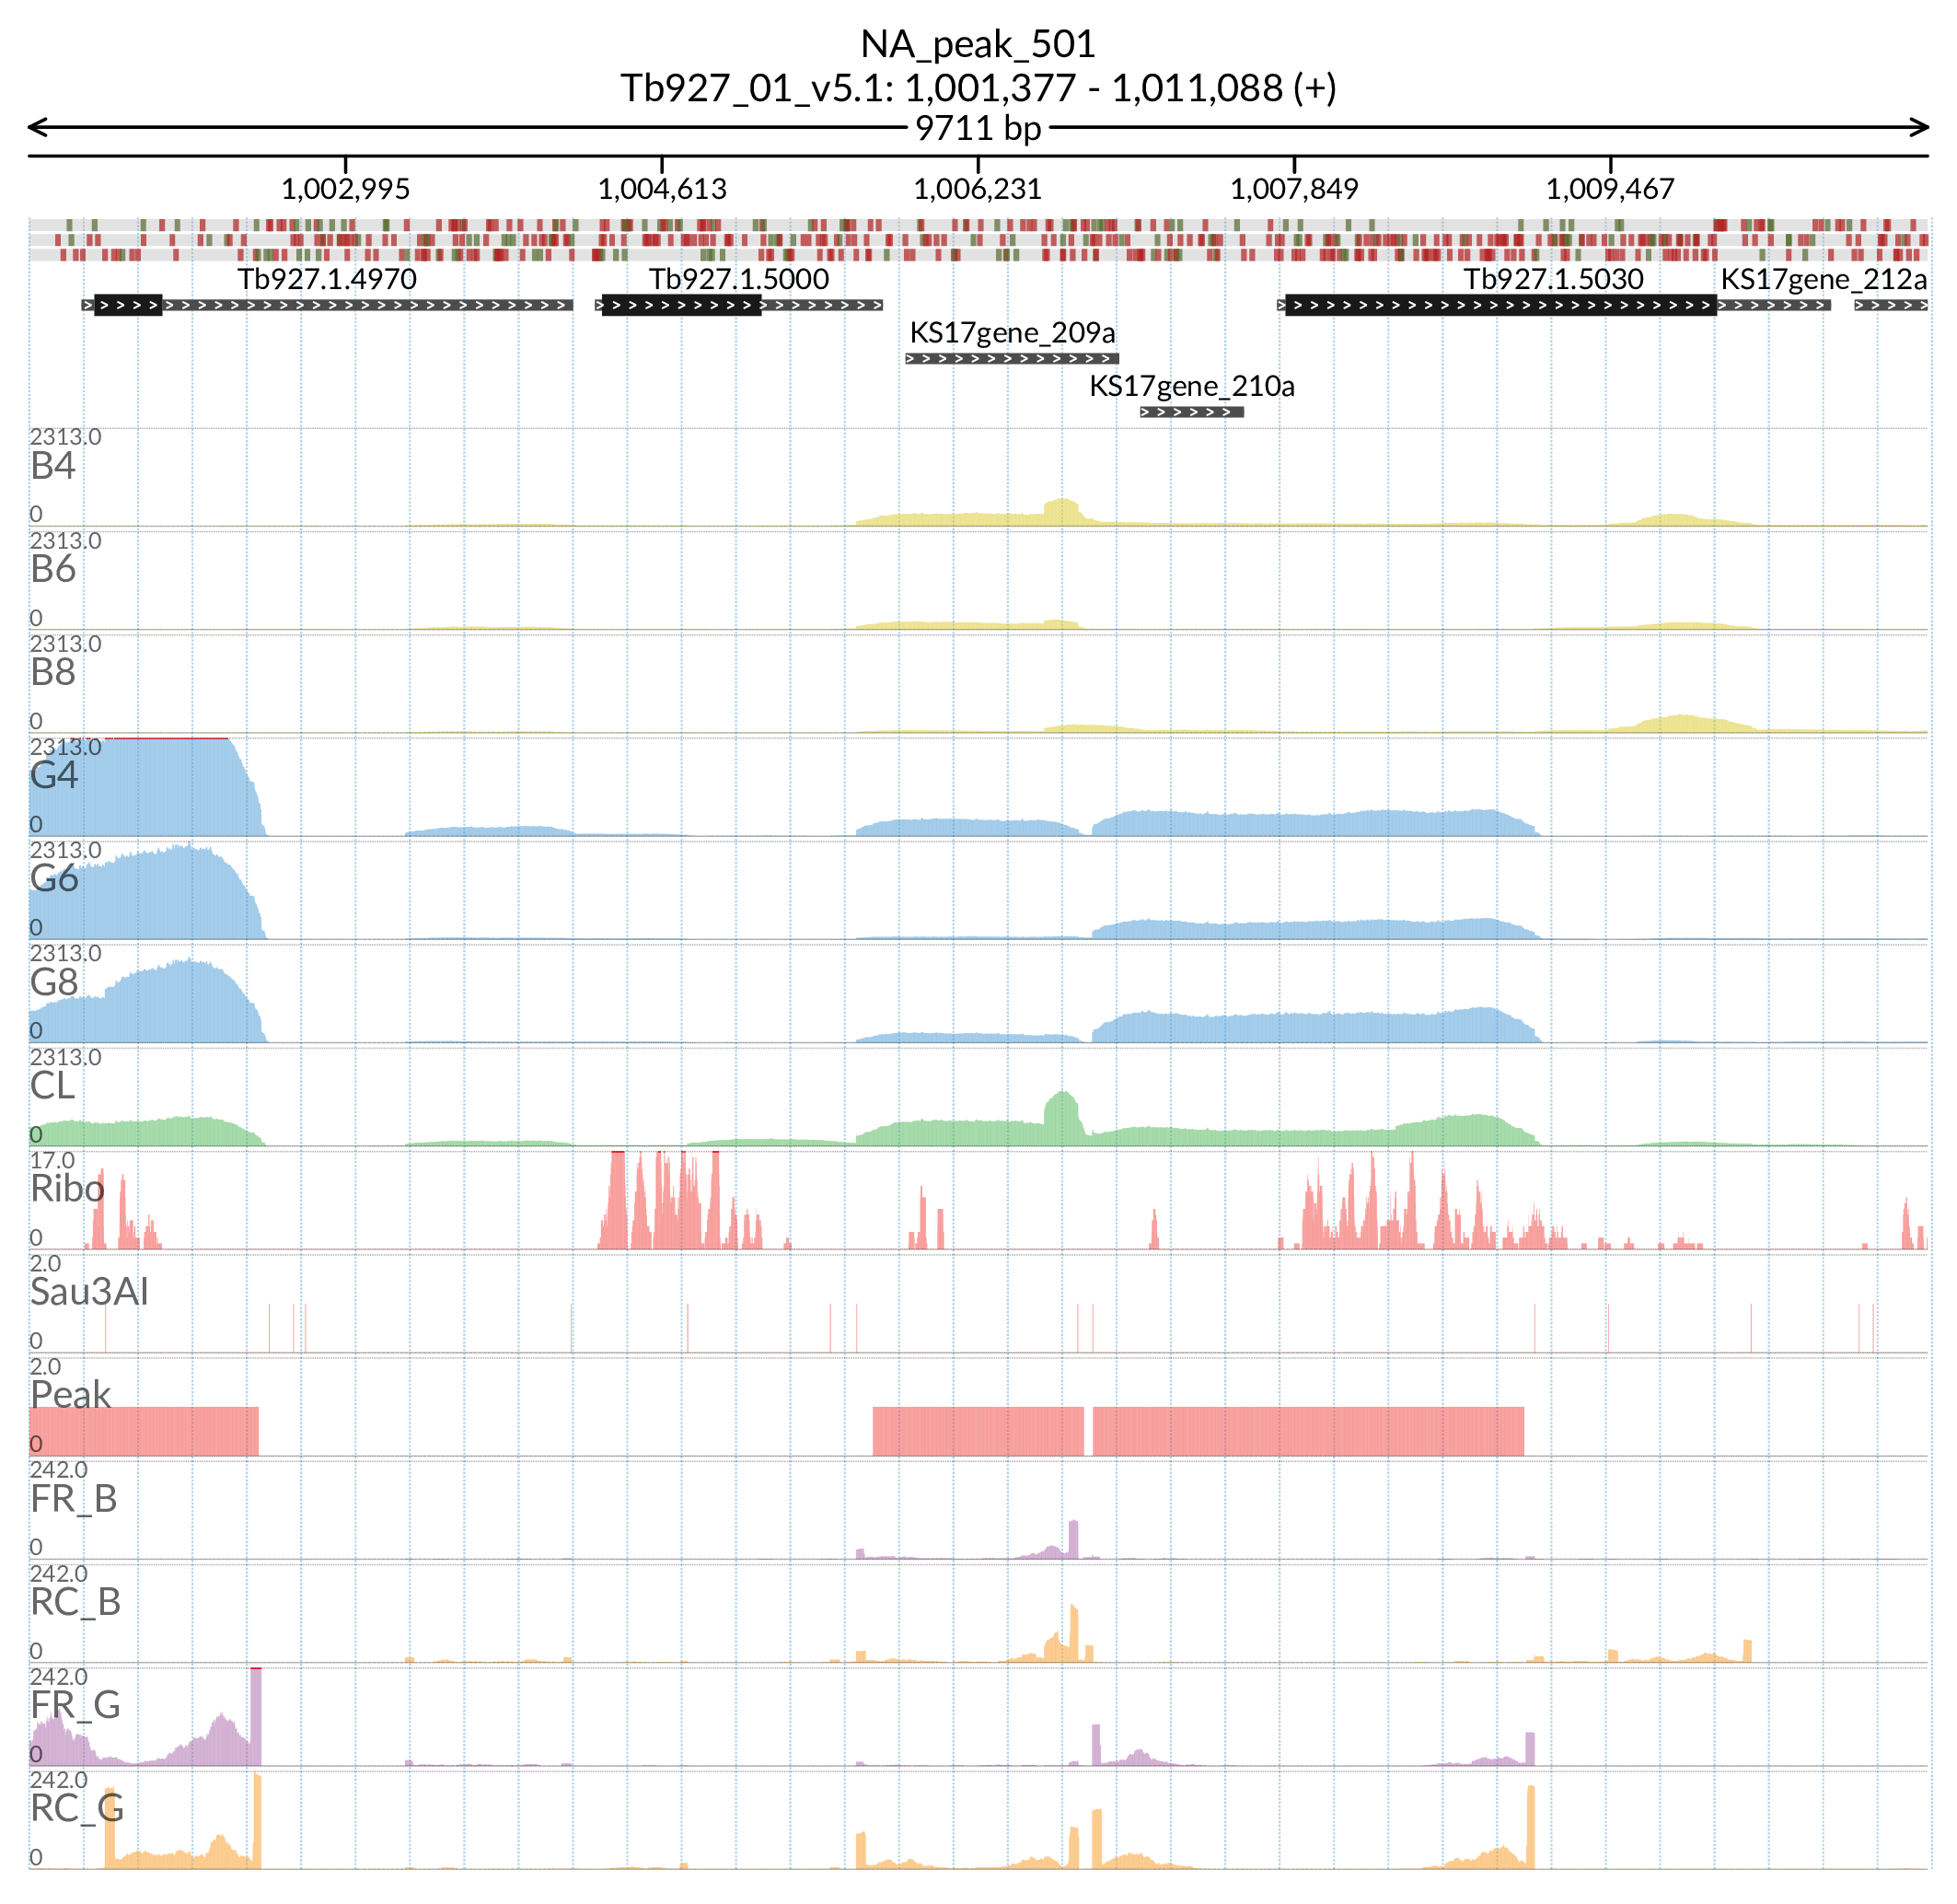 NA_peak_501
Tb927_01_v5.1: 1,001,377 - 1,011,088 (+)
9711 bp
1,002,995 1,004,613 1,006,231 1,007,849 1,009,467
Tb927.1.4970 Tb927.1.5000 Tb927.1.5030 KS17gene_212a
KS17gene_209a
KS17gene_210a
2313.0
B4
0
2313.0
B6
0
2313.0
B8
0
2313.0
G4
0
2313.0
G6
0
2313.0
G8
0
2313.0
CL
0
17.0
Ribo
0
2.0
Sau3AI
0
2.0
Peak
0
242.0
FR_B
0
242.0
RC_B
0
242.0
FR_G
0
242.0
RC_G
0